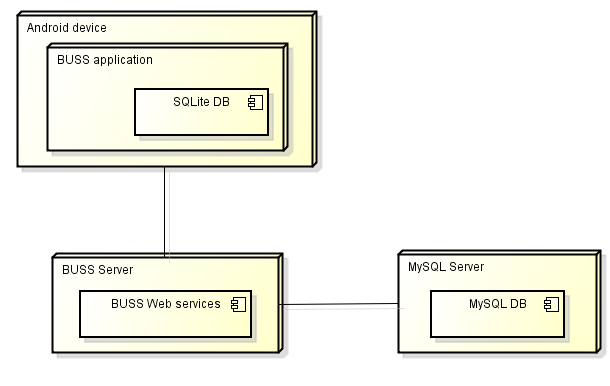 Android device
BUSS application
SQLite DB
BUSS Server
BUSS Web services
MySQL Server
MySQL DB